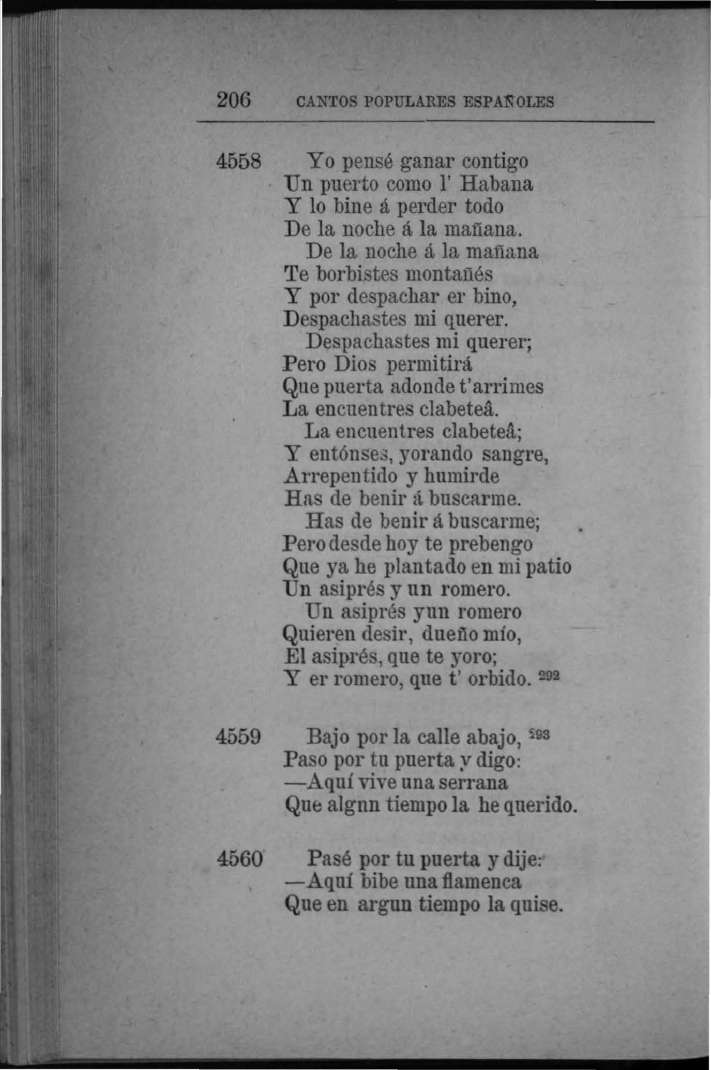 206 CANTOS POPULARES ESPAÑOLES
4558 Yo pensé ganar contigo
Un puerto como l' Habana
Y lo bine á perder todo
De la noche á la mañana.
De la noche á la mañana
Te borbistes montañés
Y por despachar er bino,
Despachastes mi querer.
Despachastes mi querer;
Pero Dios permitirá
Que puerta adonde t'arrimes
La encuentres clabeteâ.
La encuentres clabeteâ;
Y entónses, yorando sangre,
Arrepentido y humirde
Has de benir á buscarme.
Has de benir á buscarme;
Pero desde hoy te prebengo
Que ya he plantado en mi patio
Un asiprés y un romero.
Un asiprés yun romero
Quieren desir, dueño mío,
El asiprés, que te yoro;
Y er romero, que t' orbido. 292
4559 Bajo por la calle abajo, 293
Paso por tu puerta y digo:
—Aquí vive una serrana
Que algnn tiempo la he querido.
4560 Pasé por tu puerta y dije:
—Aquí bibe una flamenca
Que en argun tiempo la quise.